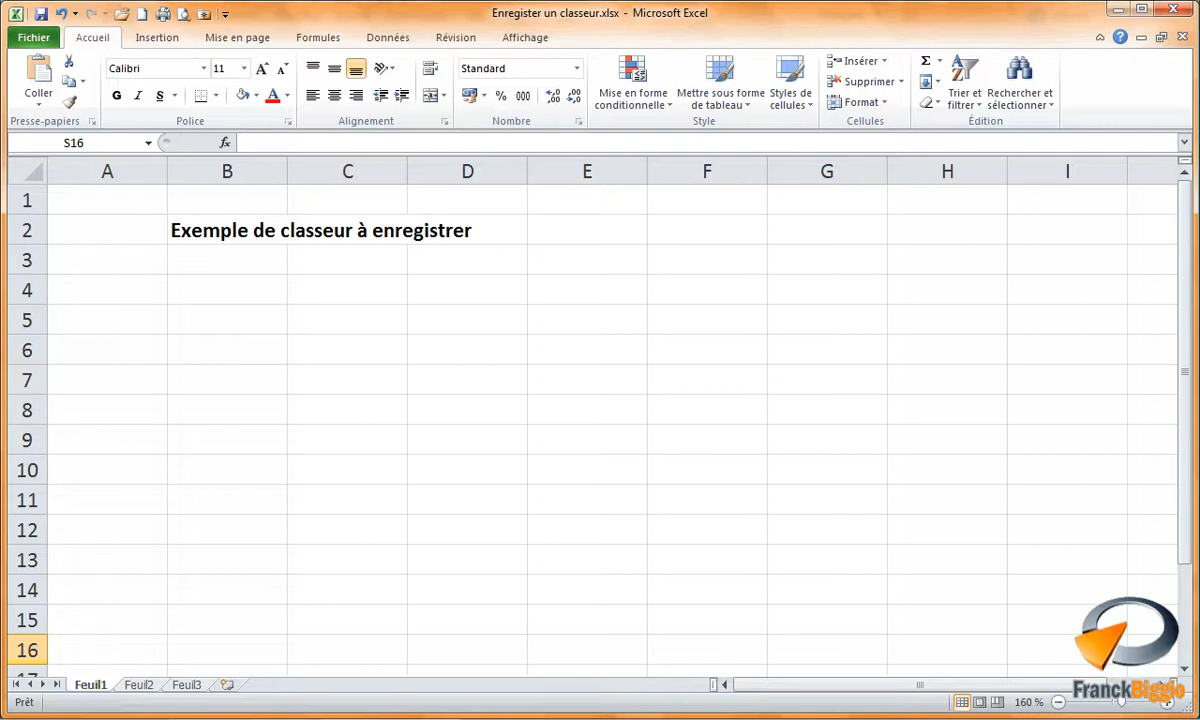 Enregister un classeur.xlsx - Microsoft Excel
Fichier Accueil Insertion Mise en page Formules Données Révision Affichage
Coller
Presse-papiers
Calibri 11 A A
G I S A
Police
Alignement
Standard
% 000 ,00 ,00
Nombre
Mise en forme conditionnelle
Mettre sous forme de tableau
Styles de cellules
Style
Insérer
Supprimer
Format
Cellules
Σ
Trier et filtrer
Rechercher et sélectionner
Édition
S16 fx
A B C D E F G H I
1
2 Exemple de classeur à enregistrer
3
4
5
6
7
8
9
10
11
12
13
14
15
16
Feuil1 Feuil2 Feuil3
FranckBiggio
Prêt 160 %